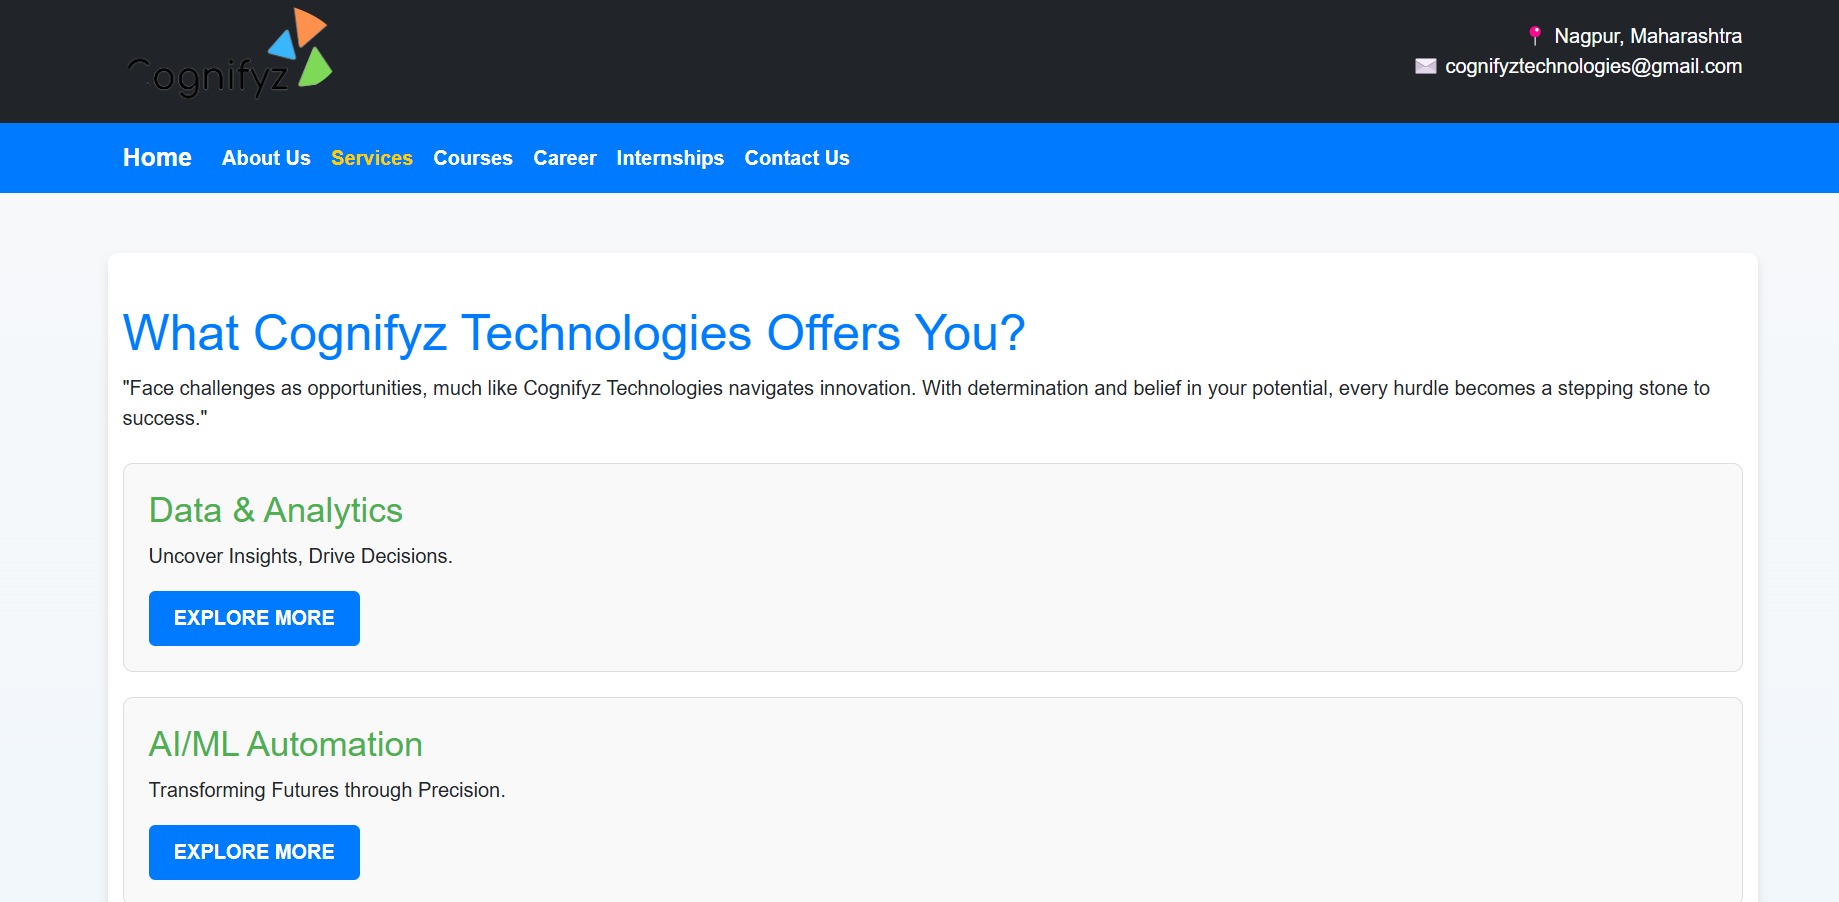 Cognifyz
📍 Nagpur, Maharashtra
✉️ cognifyztechnologies@gmail.com
Home About Us Services Courses Career Internships Contact Us
What Cognifyz Technologies Offers You?
"Face challenges as opportunities, much like Cognifyz Technologies navigates innovation. With determination and belief in your potential, every hurdle becomes a stepping stone to
success."
Data & Analytics
Uncover Insights, Drive Decisions.
EXPLORE MORE
AI/ML Automation
Transforming Futures through Precision.
EXPLORE MORE